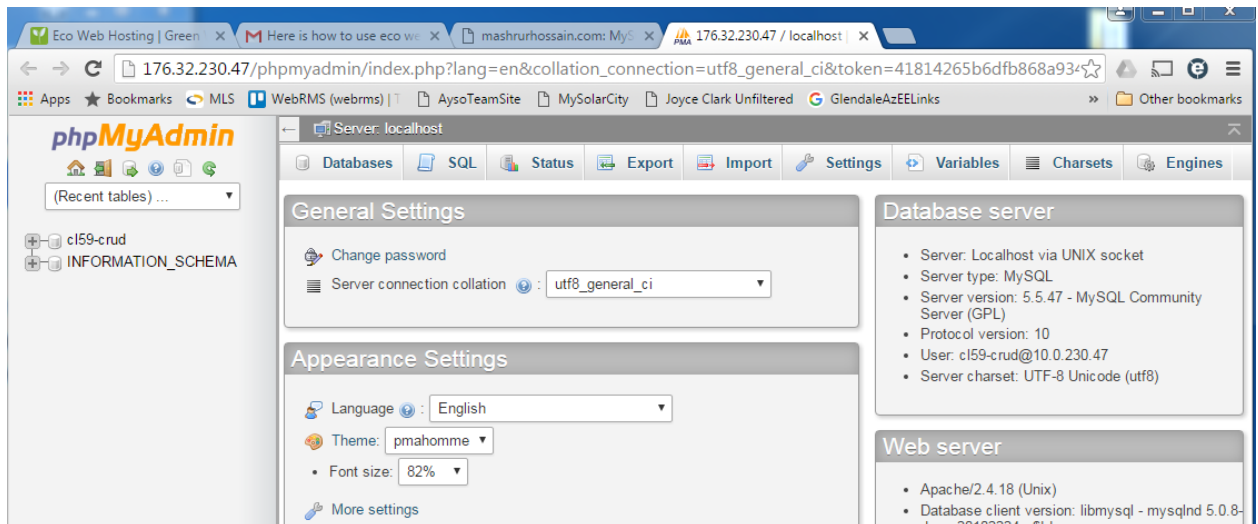 Eco Web Hosting | Green
Here is how to use eco we
mashrurhossain.com: MyS
176.32.230.47 / localhost |
176.32.230.47/phpmyadmin/index.php?lang=en&collation_connection=utf8_general_ci&token=41814265b6dfb868a934
Apps Bookmarks MLS WebRMS (webrms) | T AysoTeamSite MySolarCity Joyce Clark Unfiltered GlendaleAzEELinks » Other bookmarks
phpMyAdmin
(Recent tables) ...
cl59-crud
INFORMATION_SCHEMA
Server: localhost
Databases SQL Status Export Import Settings Variables Charsets Engines
General Settings
Change password
Server connection collation : utf8_general_ci
Appearance Settings
Language : English
Theme: pmahomme
Font size: 82%
More settings
Database server
Server: Localhost via UNIX socket
Server type: MySQL
Server version: 5.5.47 - MySQL Community
Server (GPL)
Protocol version: 10
User: cl59-crud@10.0.230.47
Server charset: UTF-8 Unicode (utf8)
Web server
Apache/2.4.18 (Unix)
Database client version: libmysql - mysqlnd 5.0.8-